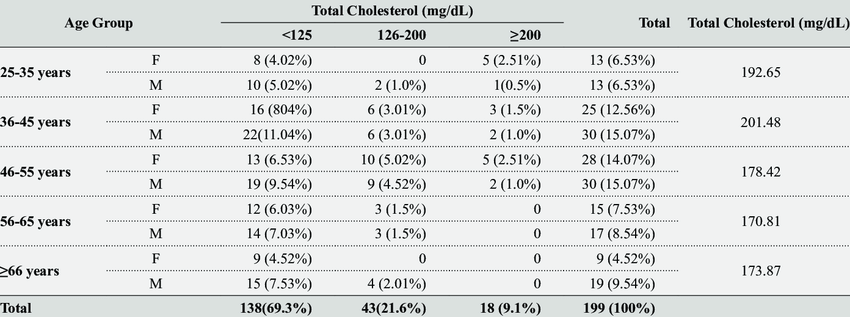 Age Group Total Cholesterol (mg/dL) Total Total Cholesterol (mg/dL)
<125 126-200 ≥200
25-35 years F 8 (4.02%) 0 5 (2.51%) 13 (6.53%) 192.65
M 10 (5.02%) 2 (1.0%) 1(0.5%) 13 (6.53%)
36-45 years F 16 (804%) 6 (3.01%) 3 (1.5%) 25 (12.56%) 201.48
M 22(11.04%) 6 (3.01%) 2 (1.0%) 30 (15.07%)
46-55 years F 13 (6.53%) 10 (5.02%) 5 (2.51%) 28 (14.07%) 178.42
M 19 (9.54%) 9 (4.52%) 2 (1.0%) 30 (15.07%)
56-65 years F 12 (6.03%) 3 (1.5%) 0 15 (7.53%) 170.81
M 14 (7.03%) 3 (1.5%) 0 17 (8.54%)
≥66 years F 9 (4.52%) 0 0 9 (4.52%) 173.87
M 15 (7.53%) 4 (2.01%) 0 19 (9.54%)
Total 138(69.3%) 43(21.6%) 18 (9.1%) 199 (100%)